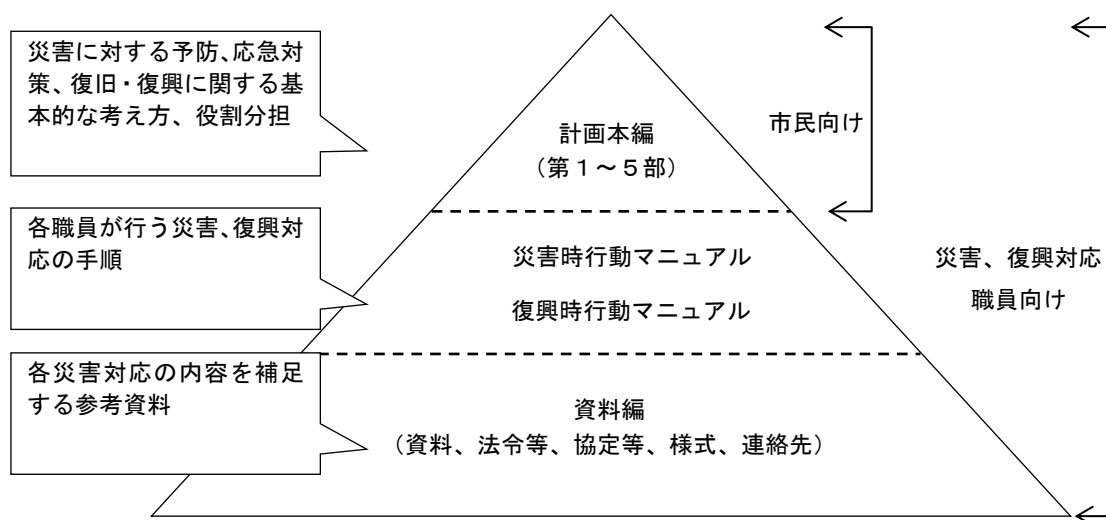 災害に対する予防、応急対
策、復旧・復興に関する基
本的な考え方、役割分担
計画本編
（第１～５部）
市民向け
各職員が行う災害、復興対
応の手順
災害時行動マニュアル
復興時行動マニュアル
災害、復興対応
職員向け
各災害対応の内容を補足
する参考資料
資料編
（資料、法令等、協定等、様式、連絡先）